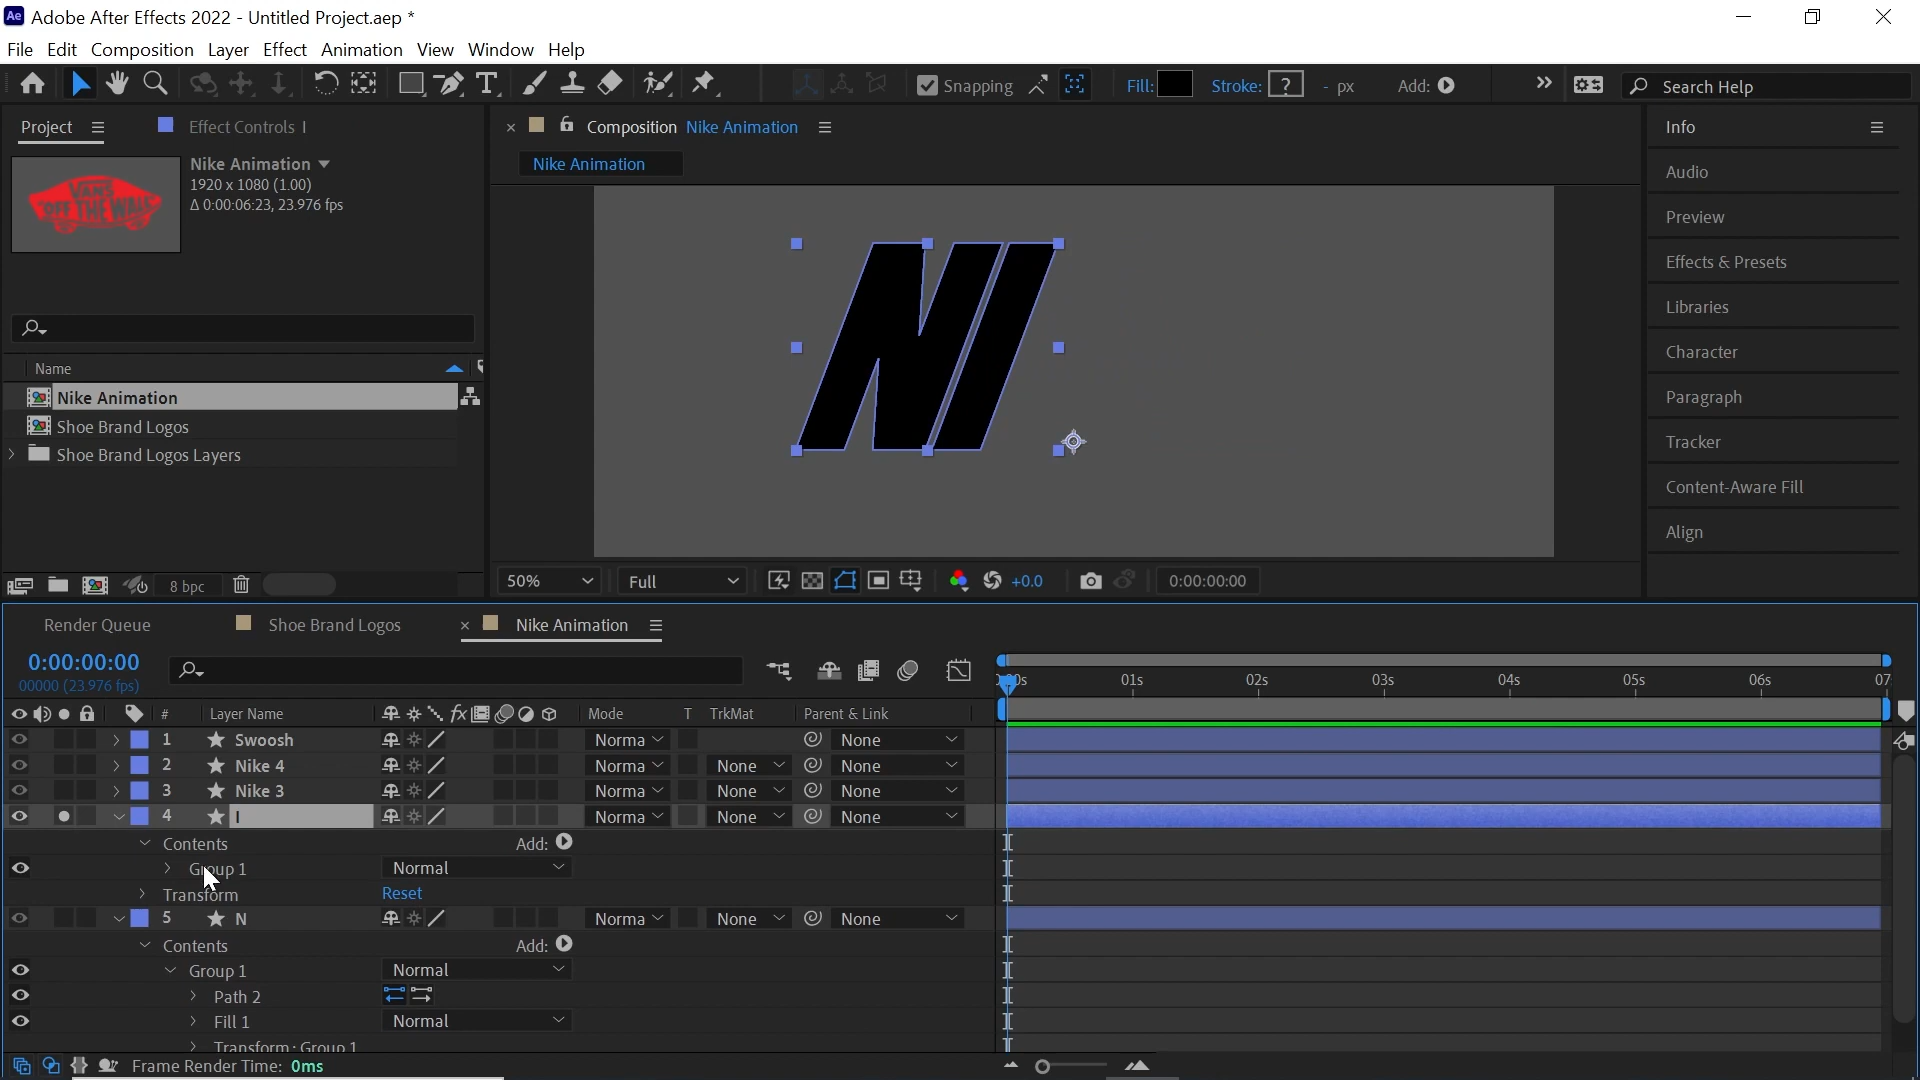 Ae Adobe After Effects 2022 - Untitled Project.aep *
File Edit Composition Layer Effect Animation View Window Help
T Snapping Fill: Stroke: ? - px Add: Search Help
Project Effect Controls I
Composition Nike Animation
Info
Nike Animation
1920 x 1080 (1.00)
Δ 0:00:06:23, 23.976 fps
VANS
"OFF THE WALL"
Nike Animation
Audio
Preview
Effects & Presets
Libraries
Character
Paragraph
Tracker
Content-Aware Fill
Align
NI
Name
Nike Animation
Shoe Brand Logos
Shoe Brand Logos Layers
8 bpc
50% Full +0.0 0:00:00:00
Render Queue Shoe Brand Logos Nike Animation
0:00:00:00
00000 (23.976 fps)
01s 02s 03s 04s 05s 06s 07
# Layer Name fx Mode T TrkMat Parent & Link
1 Swoosh Norma None
2 Nike 4 Norma None None
3 Nike 3 Norma None None
4 I Norma None None
Contents Add:
Group 1 Normal
Transform Reset
5 N Norma None None
Contents Add:
Group 1 Normal
Path 2
Fill 1 Normal
Transform: Group 1
Frame Render Time: 0ms